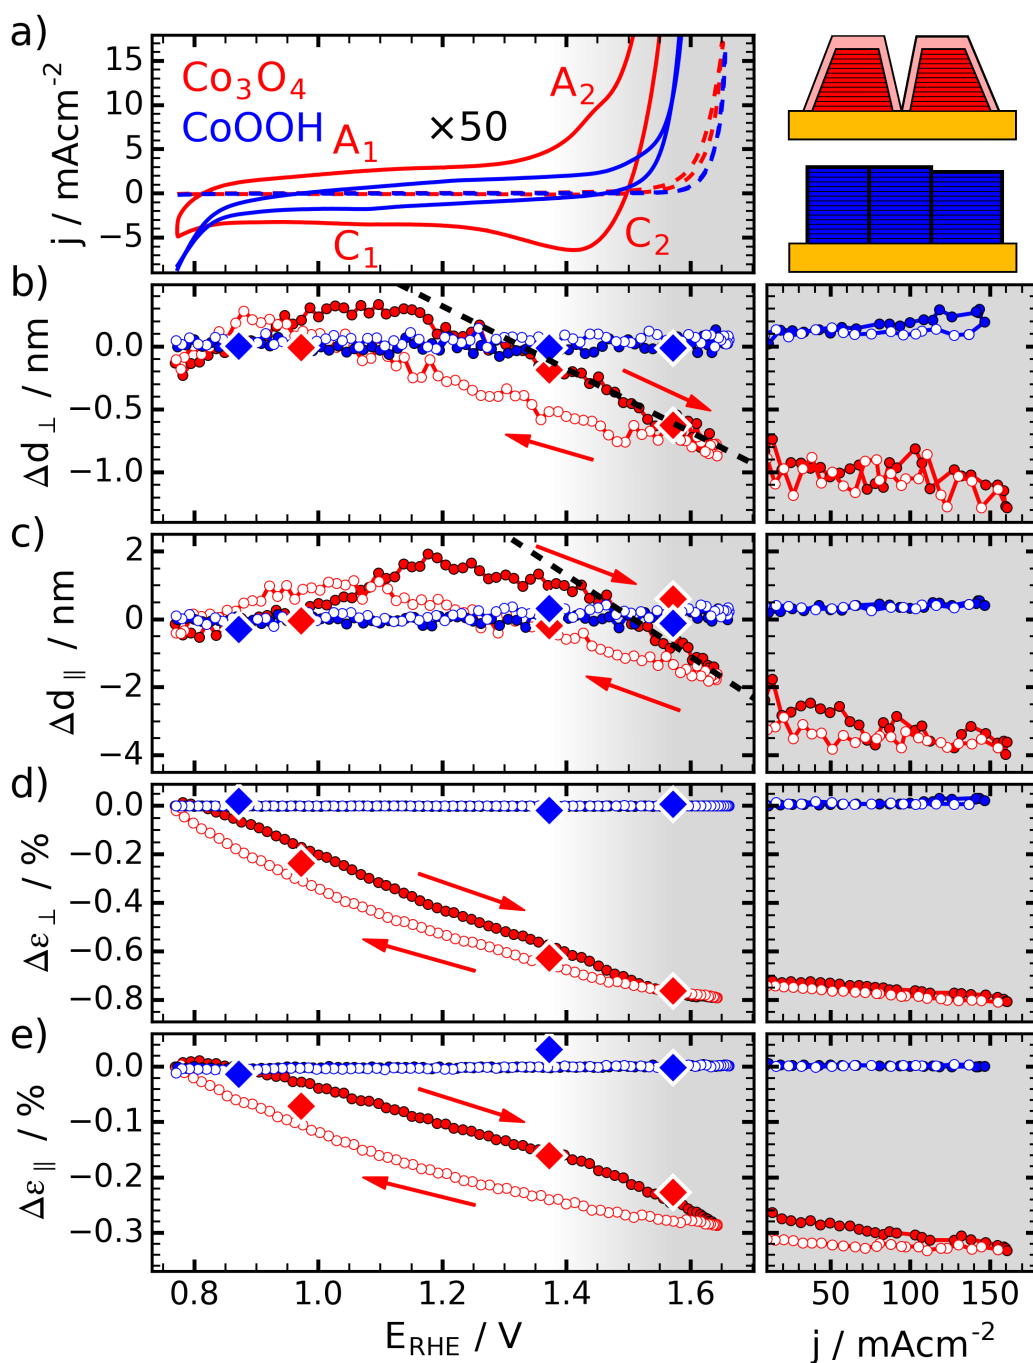 a)
j / mAcm⁻²
15
10
5
0
−5
Co₃O₄
CoOOH
×50
A₁
A₂
C₁
C₂
b)
Δd⊥ / nm
0.0
−0.5
−1.0
c)
Δd∥ / nm
2
0
−2
−4
d)
Δε⊥ / %
0.0
−0.2
−0.4
−0.6
−0.8
e)
Δε∥ / %
0.0
−0.1
−0.2
−0.3
0.8 1.0 1.2 1.4 1.6
50 100 150
E_RHE / V
j / mAcm⁻²